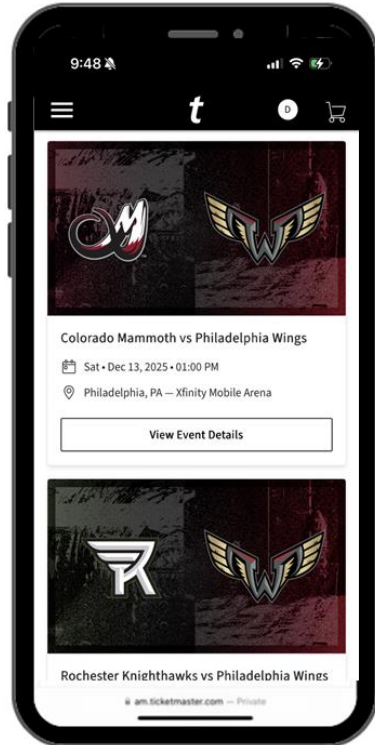 9:48
t
D
Colorado Mammoth vs Philadelphia Wings
Sat • Dec 13, 2025 • 01:00 PM
Philadelphia, PA — Xfinity Mobile Arena
View Event Details
Rochester Knighthawks vs Philadelphia Wings
am.ticketmaster.com — Private